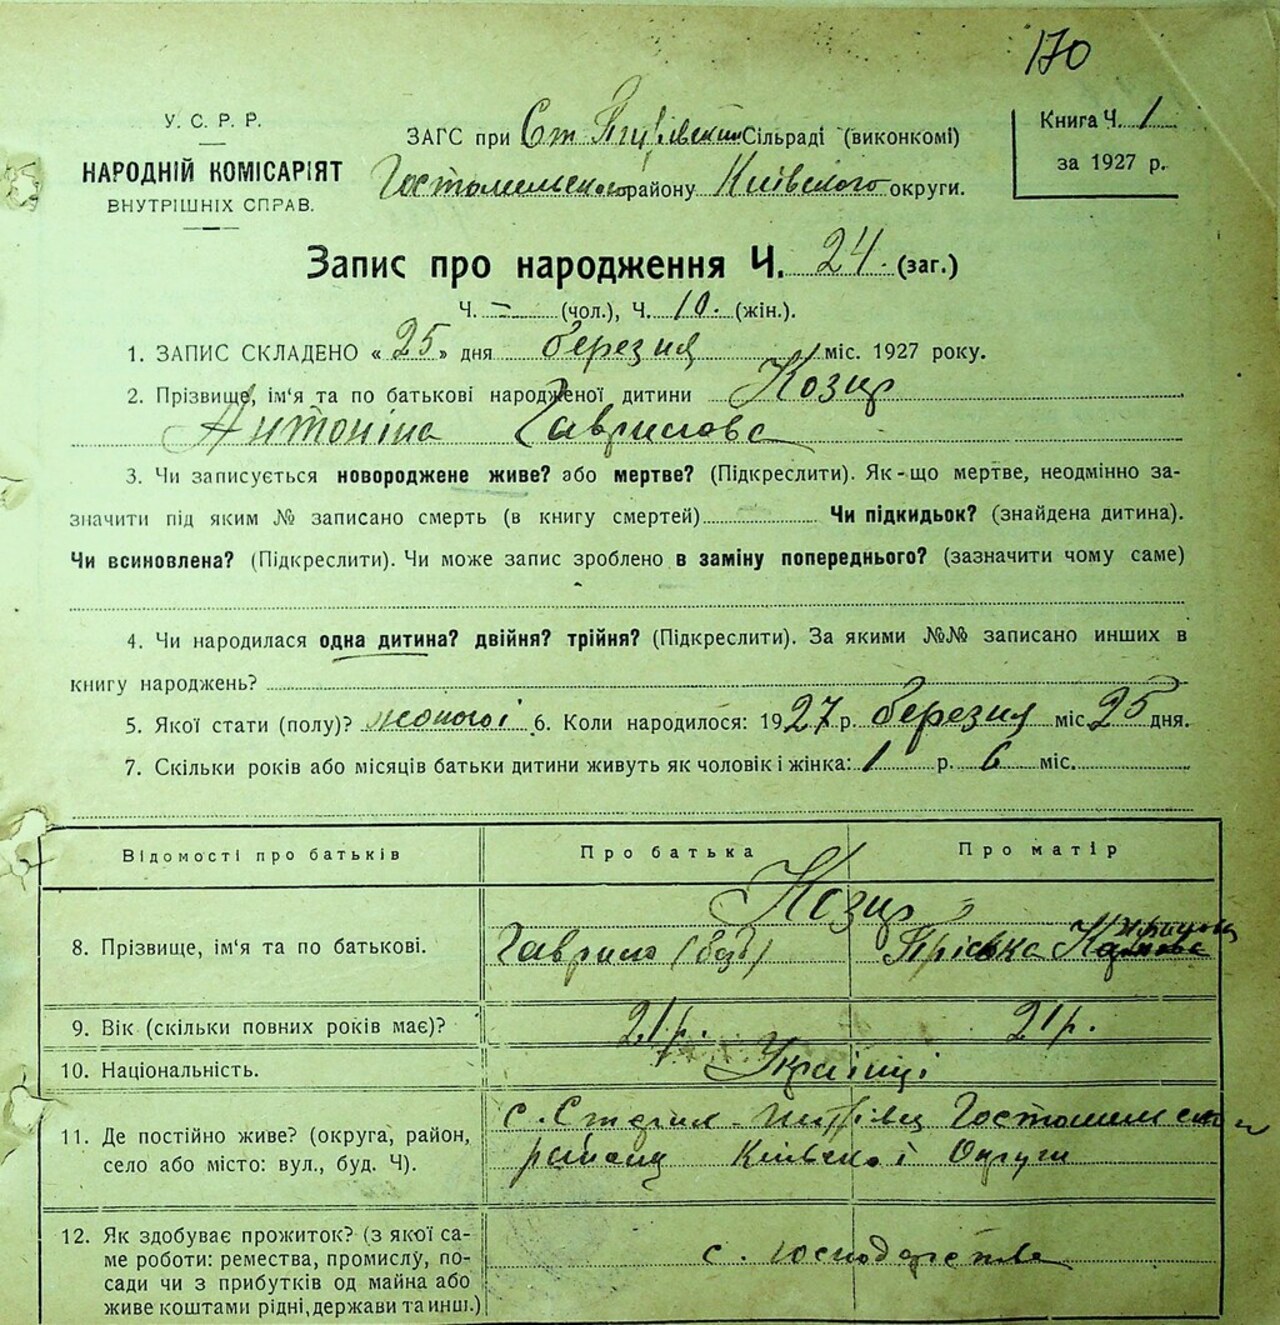 170
У. С. Р. Р.
НАРОДНІЙ КОМІСАРІЯТ
ВНУТРІШНІХ СПРАВ.
ЗАГС при Ст Сільраді (виконкомі)
Гостомельского району Київского округи.
Книга Ч. 1
за 1927 р.
Запис про народження Ч. 24. (заг.)
Ч. – (чол.), Ч. 10. (жін.).
1. ЗАПИС СКЛАДЕНО «25» дня березня міс. 1927 року.
2. Прізвище, ім‘я та по батькові народженої дитини Козир
Антоніна Гаврилова
3. Чи записується новороджене живе? або мертве? (Підкреслити). Як-що мертве, неодмінно за-
значити під яким № записано смерть (в книгу смертей) Чи підкидьок? (знайдена дитина).
Чи всиновлена? (Підкреслити). Чи може запис зроблено в заміну попереднього? (зазначити чому саме)
4. Чи народилася одна дитина? двійня? трійня? (Підкреслити). За якими №№ записано инших в
книгу народжень?
5. Якої стати (полу)? жоночої 6. Коли народилося: 1927 р. березня міс. 25 дня.
7. Скільки років або місяців батьки дитини живуть як чоловік і жінка: 1 р. 6 міс.
Відомості про батьків Про батька Про матір
Козир
8. Прізвище, ім‘я та по батькові. Гаврило Пріська
9. Вік (скільки повних років має)? 21 р. 21 р.
10. Національність. Українці
11. Де постійно живе? (округа, район,
село або місто: вул., буд. Ч).
с. Гостомельского
району Київської Округи
12. Як здобуває прожиток? (з якої са-
ме роботи: ремества, промислу, по-
сади чи з прибутків од майна або
живе коштами рідні, держави та инш.)
с. господарства